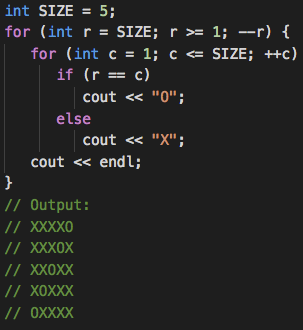 int SIZE = 5;
for (int r = SIZE; r >= 1; --r) {
   for (int c = 1; c <= SIZE; ++c)
      if (r == c)
         cout << "O";
      else
         cout << "X";
   cout << endl;
}
// Output:
// XXXXO
// XXXOX
// XXOXX
// XOXXX
// OXXXX